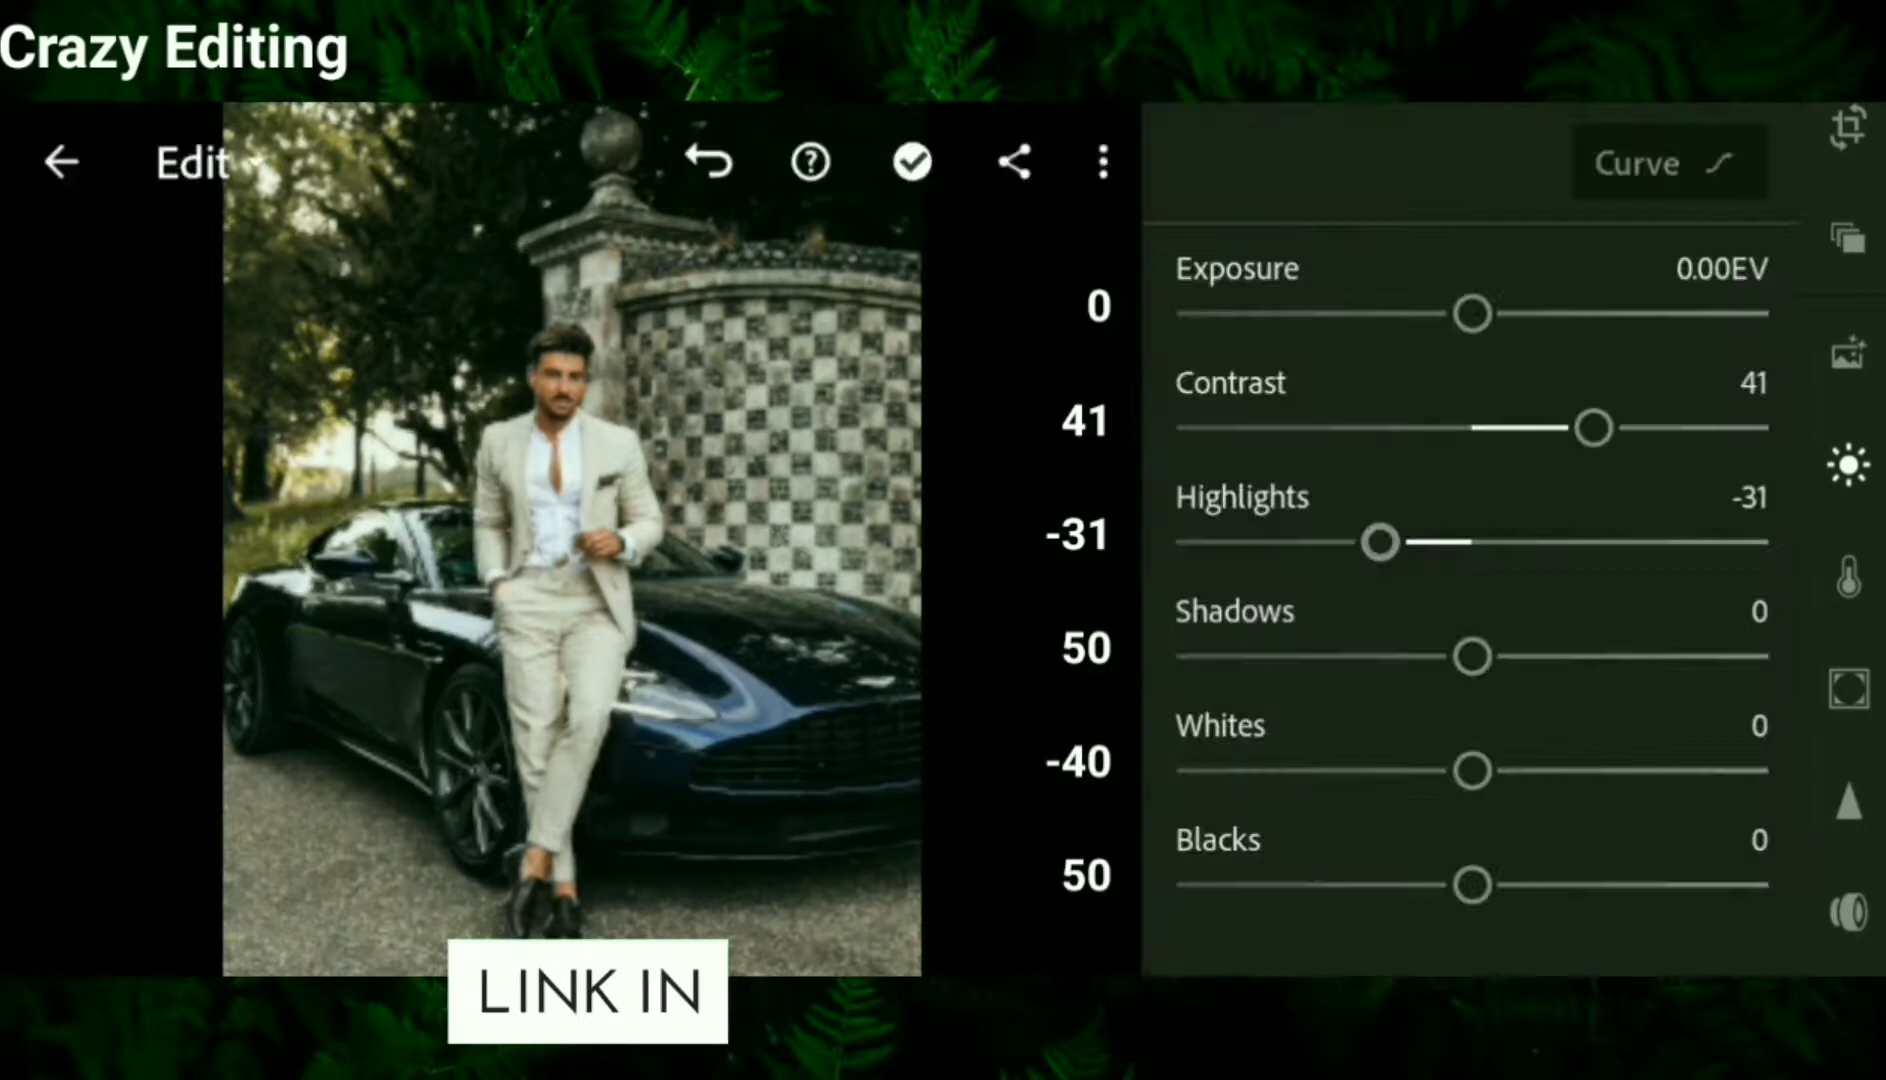 Crazy Editing
Edit
Curve
Exposure 0.00EV
0
Contrast 41
41
Highlights -31
-31
Shadows 0
50
Whites 0
-40
Blacks 0
50
LINK IN